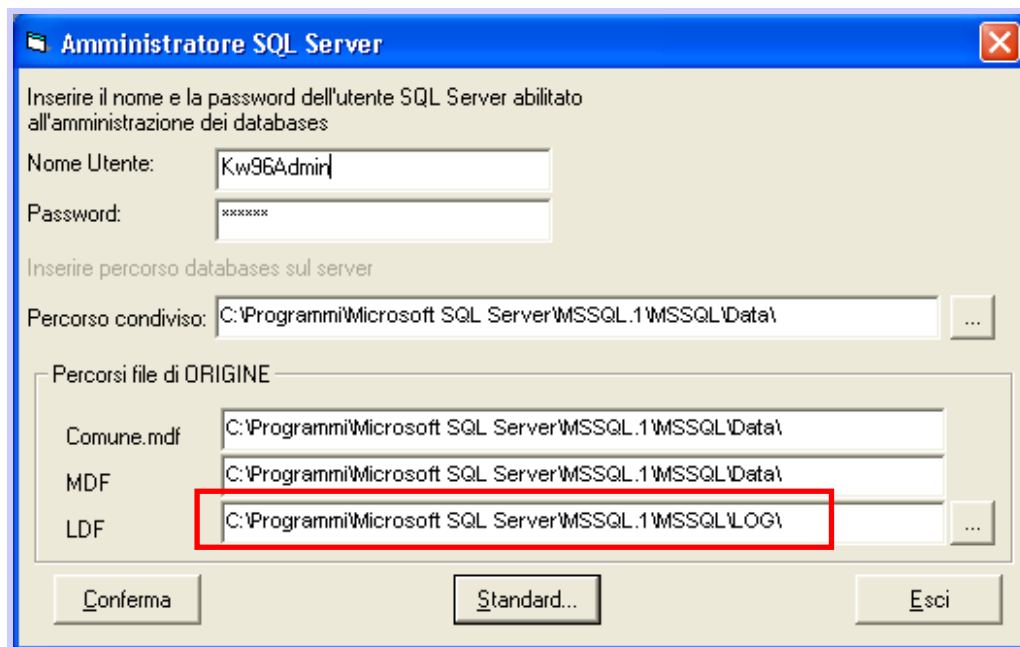 Amministratore SQL Server
Inserire il nome e la password dell'utente SQL Server abilitato
all'amministrazione dei databases
Nome Utente: Kw96Admin
Password: ××××××
Inserire percorso databases sul server
Percorso condiviso: C:\Programmi\Microsoft SQL Server\MSSQL.1\MSSQL\Data\ ...
Percorsi file di ORIGINE
Comune.mdf C:\Programmi\Microsoft SQL Server\MSSQL.1\MSSQL\Data\
MDF C:\Programmi\Microsoft SQL Server\MSSQL.1\MSSQL\Data\
LDF C:\Programmi\Microsoft SQL Server\MSSQL.1\MSSQL\LOG\ ...
Conferma Standard... Esci